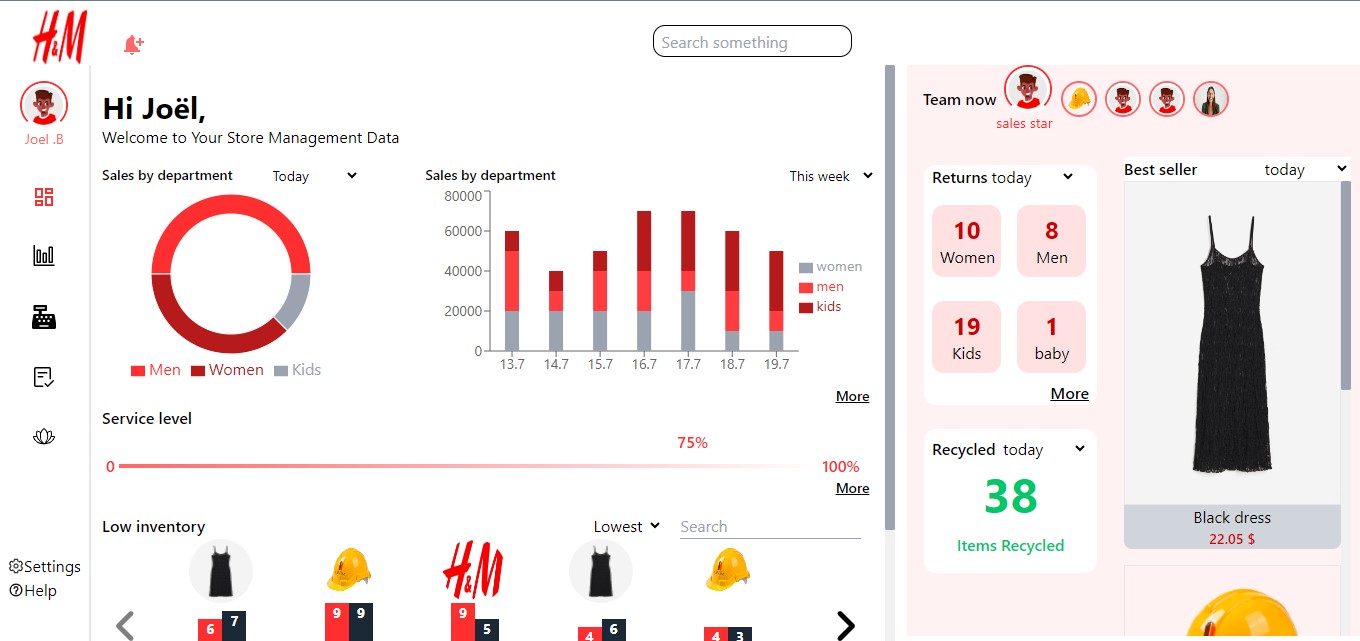 H&M
Search something
Joel .B
Settings
Help
Hi Joël,
Welcome to Your Store Management Data
Sales by department Today
Men Women Kids
Sales by department This week
80000
60000
40000
20000
0
13.7 14.7 15.7 16.7 17.7 18.7 19.7
women
men
kids
More
Service level
75%
0 100%
More
Low inventory Lowest Search
H&M
6 7 9 9 9 5 4 6 4 3
Team now
sales star
Returns today
10 8
Women Men
19 1
Kids baby
More
Recycled today
38
Items Recycled
Best seller today
Black dress
22.05 $